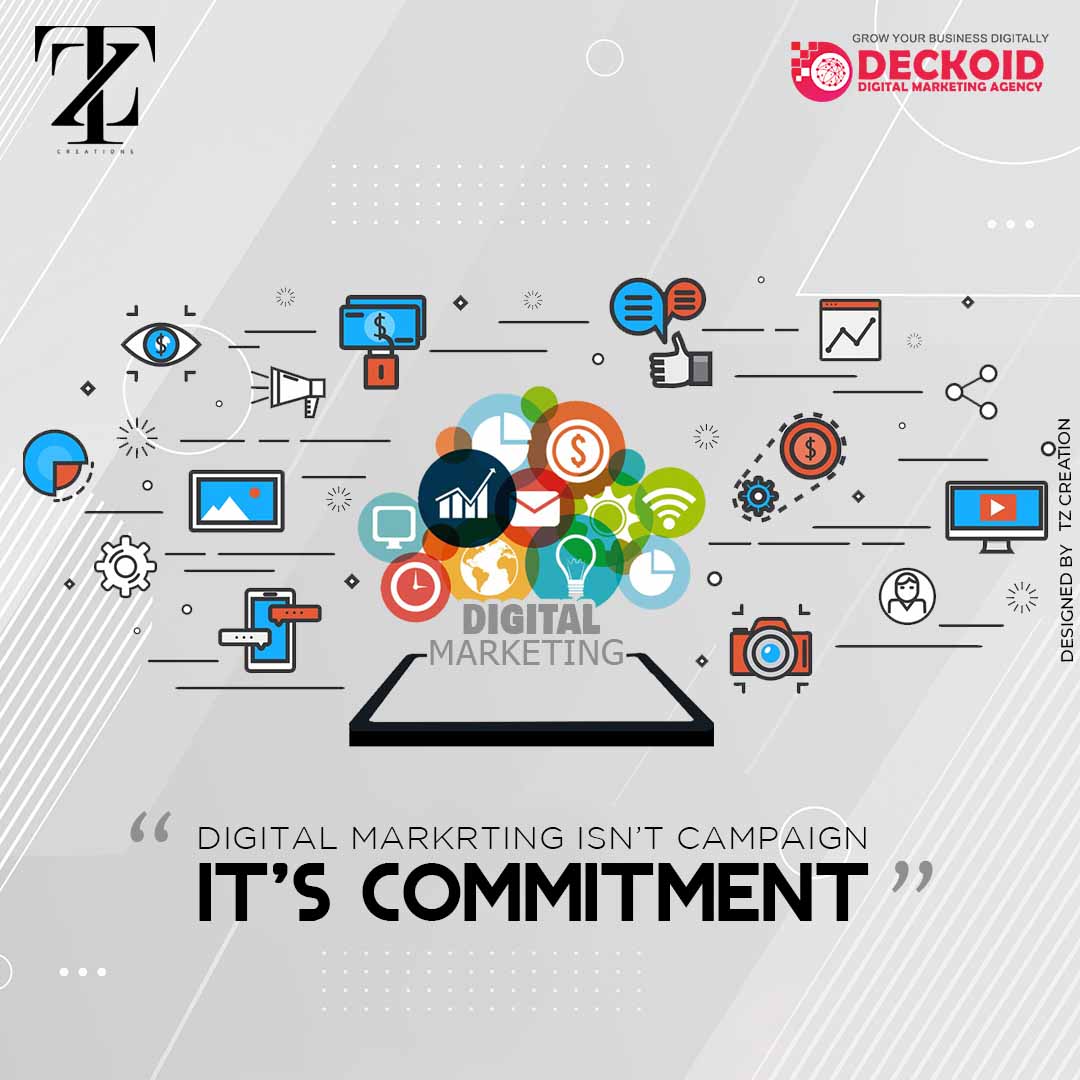 TZ
CREATIONS
GROW YOUR BUSINESS DIGITALLY
DECKOID
DIGITAL MARKETING AGENCY
DIGITAL
MARKETING
DESIGNED BY TZ CREATION
“ DIGITAL MARKRTING ISN’T CAMPAIGN
IT’S COMMITMENT ”